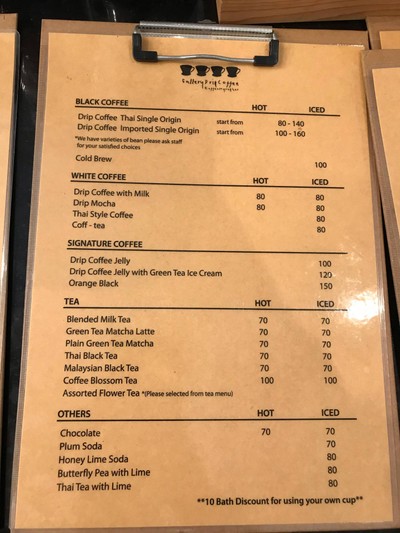 Gallery Drip Coffee
BLACK COFFEE HOT ICED
Drip Coffee Thai Single Origin start from 80 - 140
Drip Coffee Imported Single Origin start from 100 - 160
*We have varieties of bean please ask staff
for your satisfied choices
Cold Brew 100
WHITE COFFEE HOT ICED
Drip Coffee with Milk 80 80
Drip Mocha 80 80
Thai Style Coffee 80
Coff - tea 80
SIGNATURE COFFEE
Drip Coffee Jelly 100
Drip Coffee Jelly with Green Tea Ice Cream 120
Orange Black 150
TEA HOT ICED
Blended Milk Tea 70 70
Green Tea Matcha Latte 70 70
Plain Green Tea Matcha 70 70
Thai Black Tea 70 70
Malaysian Black Tea 70 70
Coffee Blossom Tea 100 100
Assorted Flower Tea *(Please selected from tea menu)
OTHERS HOT ICED
Chocolate 70 70
Plum Soda 70
Honey Lime Soda 80
Butterfly Pea with Lime 80
Thai Tea with Lime 80
**10 Bath Discount for using your own cup**